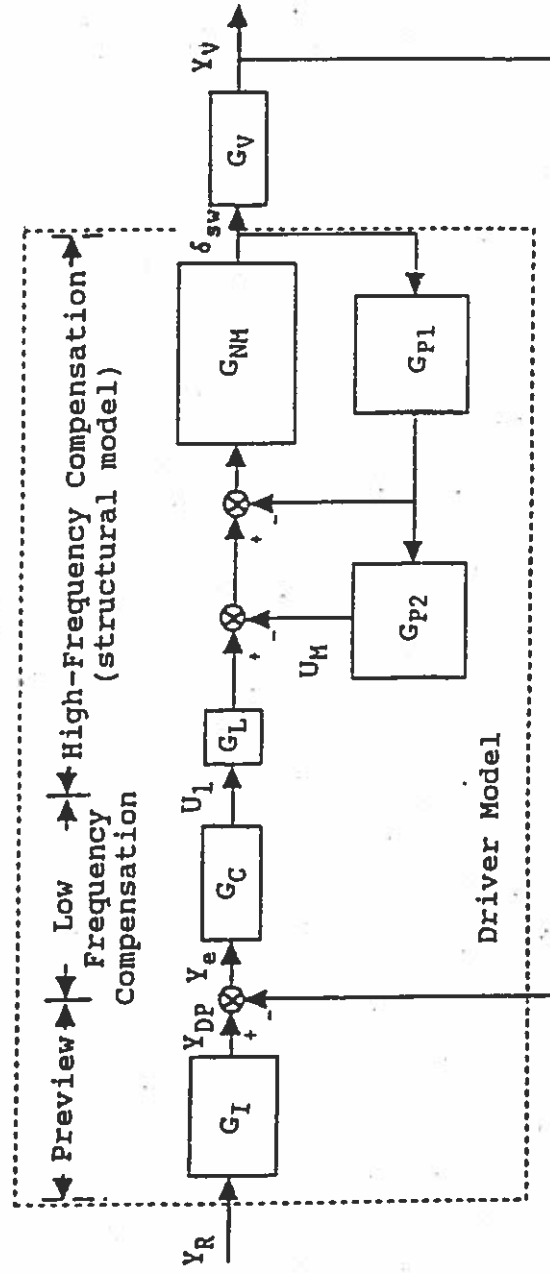 Preview
Low
Frequency
Compensation
High-Frequency Compensation
(structural model)
Y_R
G_I
Y_DP
+
-
Y_e
G_C
U_1
G_L
+
-
U_M
+
-
G_NM
δ_sw
G_V
Y_V
G_P2
G_P1
Driver Model